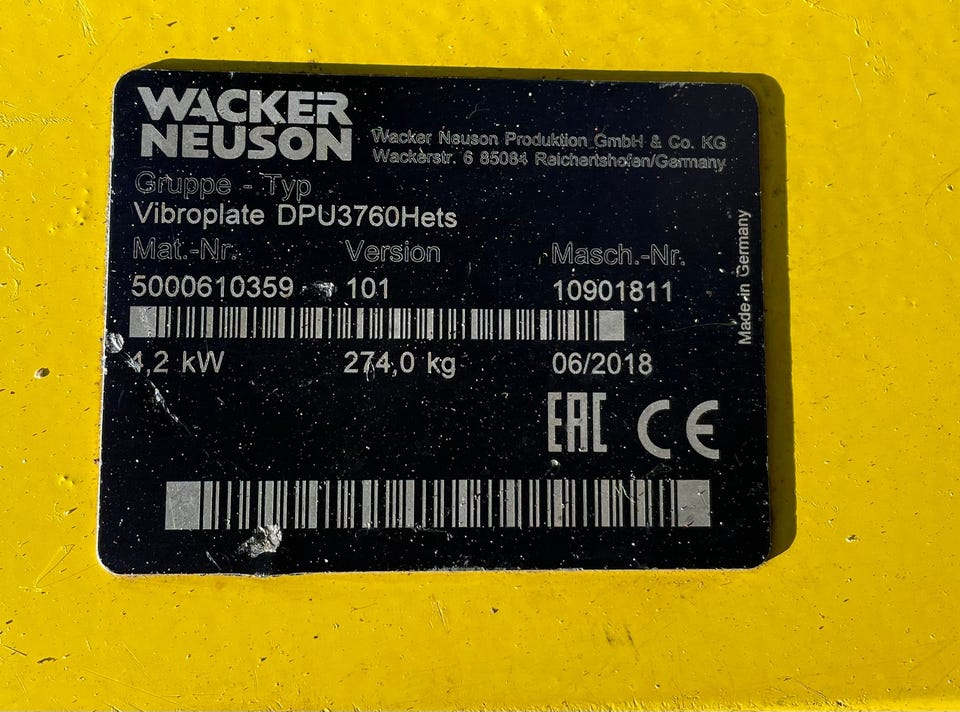 WACKER
NEUSON
Wacker Neuson Produktion GmbH & Co. KG
Wackerstr. 6 85084 Reichertshofen/Germany
Gruppe - Typ
Vibroplate DPU3760Hets
Mat.-Nr. Version Masch.-Nr.
5000610359 101 10901811
4,2 kW 274,0 kg 06/2018
EAC CE
Made in Germany